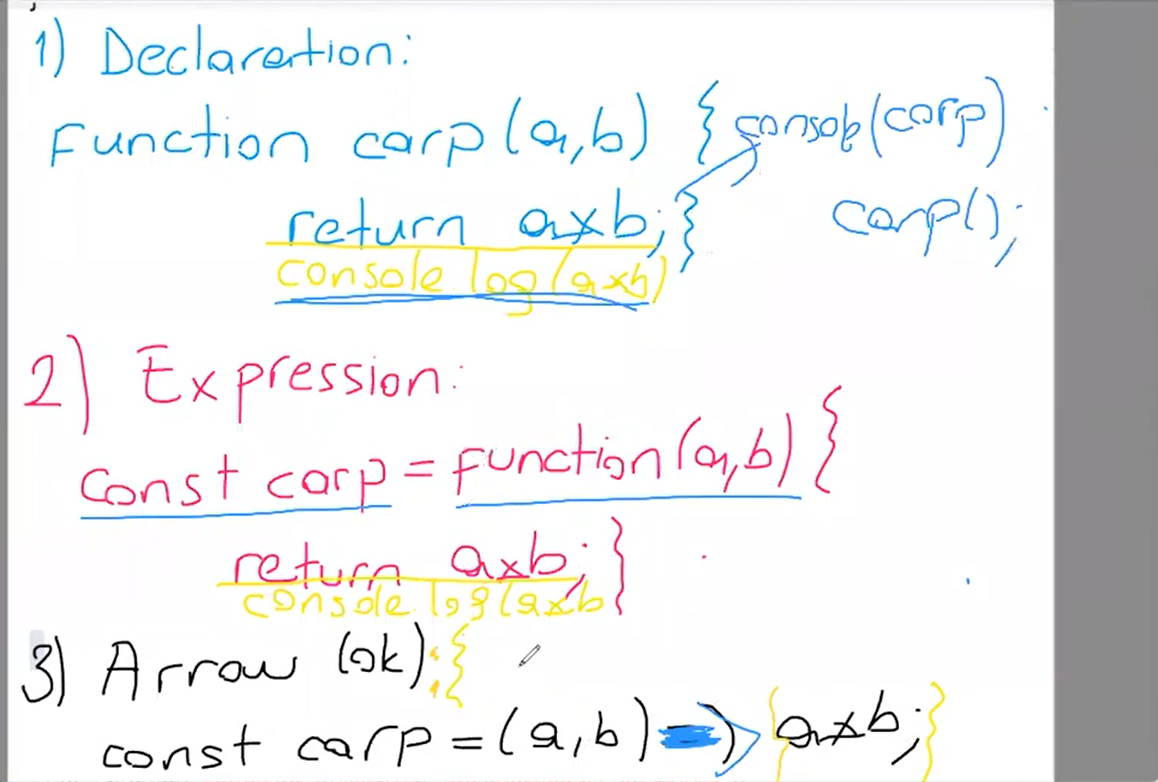 1) Declaration:
Function carp (a,b) { consol(carp)
return axb;} carp();
console.log(axb)
2) Expression:
const carp = function(a,b) {
return axb;}
console.log(axb
3) Arrow (ok):{
const carp = (a,b) => {axb;}